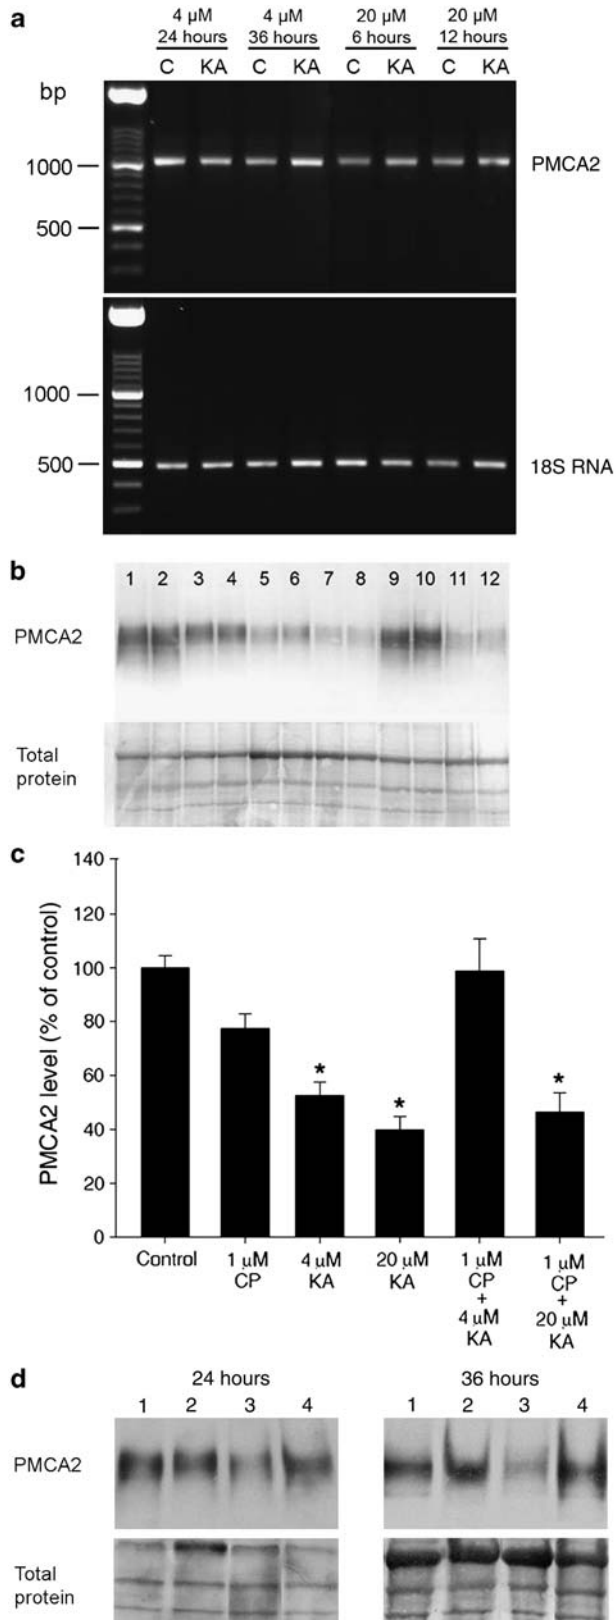 a
4 µM 4 µM 20 µM 20 µM
24 hours 36 hours 6 hours 12 hours
C KA C KA C KA C KA
bp
1000
PMCA2
500
1000
500
18S RNA
b
1 2 3 4 5 6 7 8 9 10 11 12
PMCA2
Total
protein
c
PMCA2 level (% of control)
140
120
100
80
60
40
20
0
* * *
Control 1 µM 4 µM 20 µM 1 µM 1 µM
CP KA KA CP CP
+ +
4 µM 20 µM
KA KA
d
24 hours 36 hours
1 2 3 4 1 2 3 4
PMCA2
Total
protein